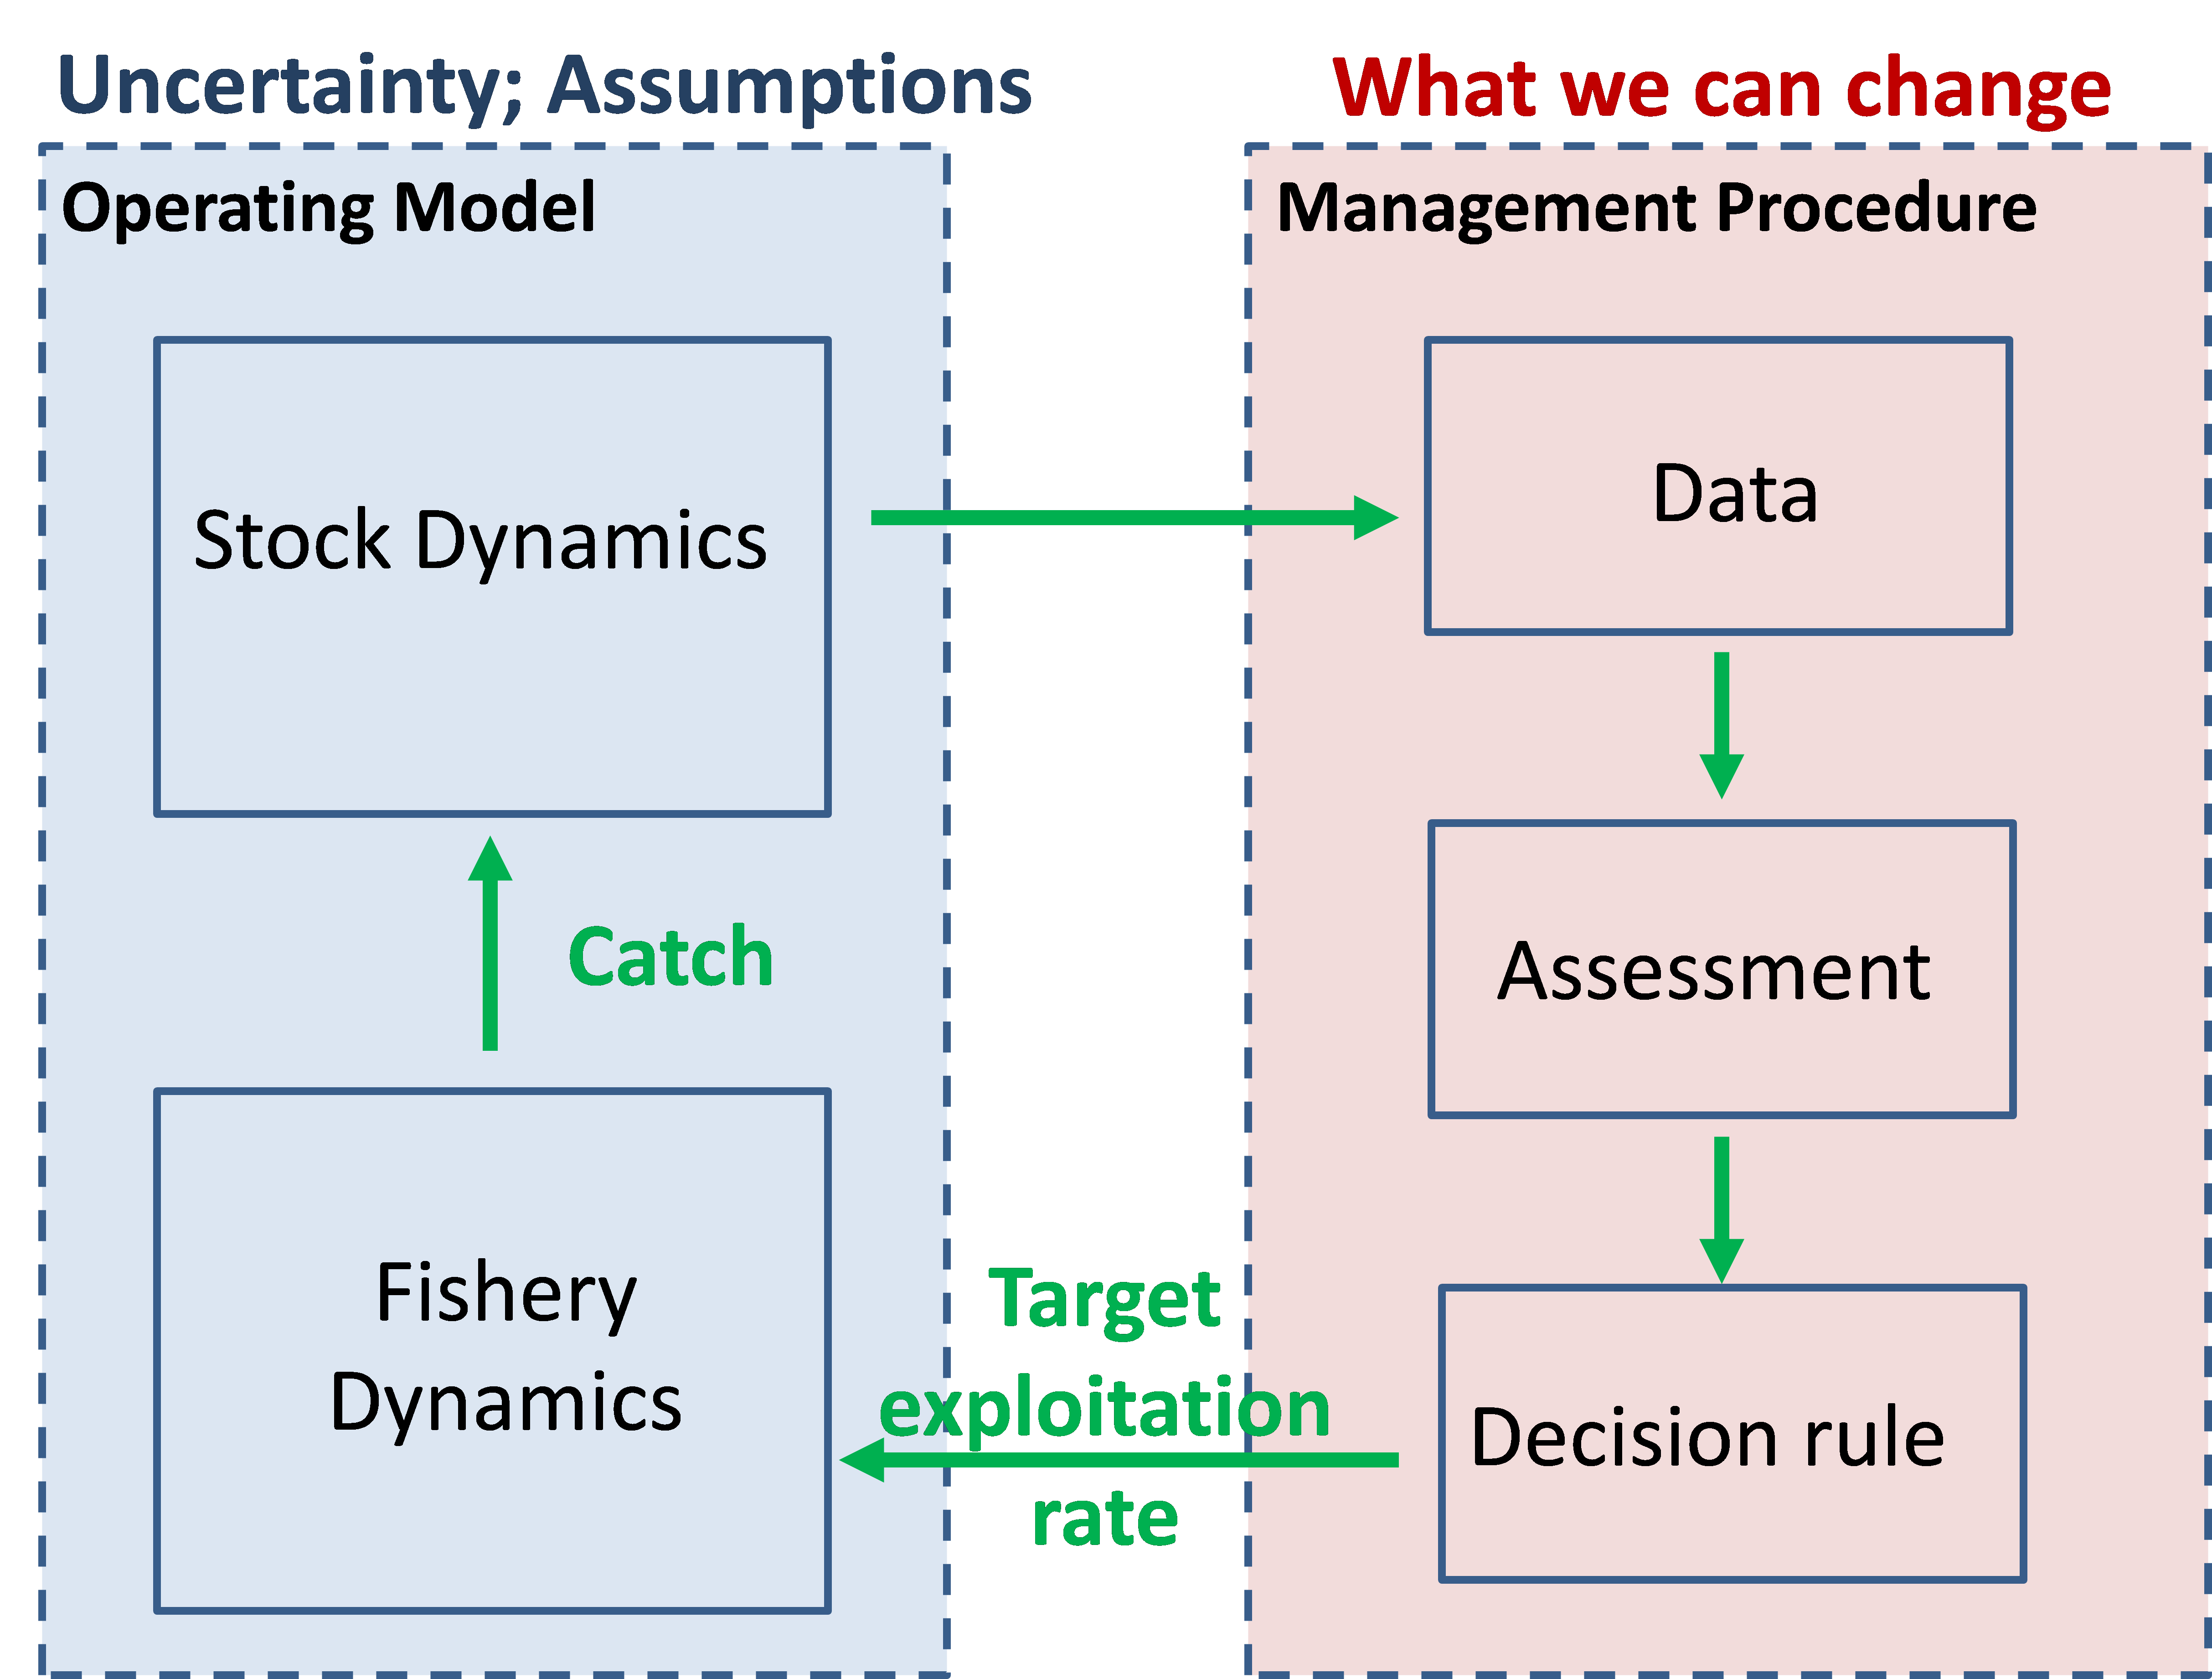 Uncertainty; Assumptions
What we can change
Operating Model
Management Procedure
Stock Dynamics
Data
Catch
Assessment
Fishery
Dynamics
Target
exploitation
rate
Decision rule